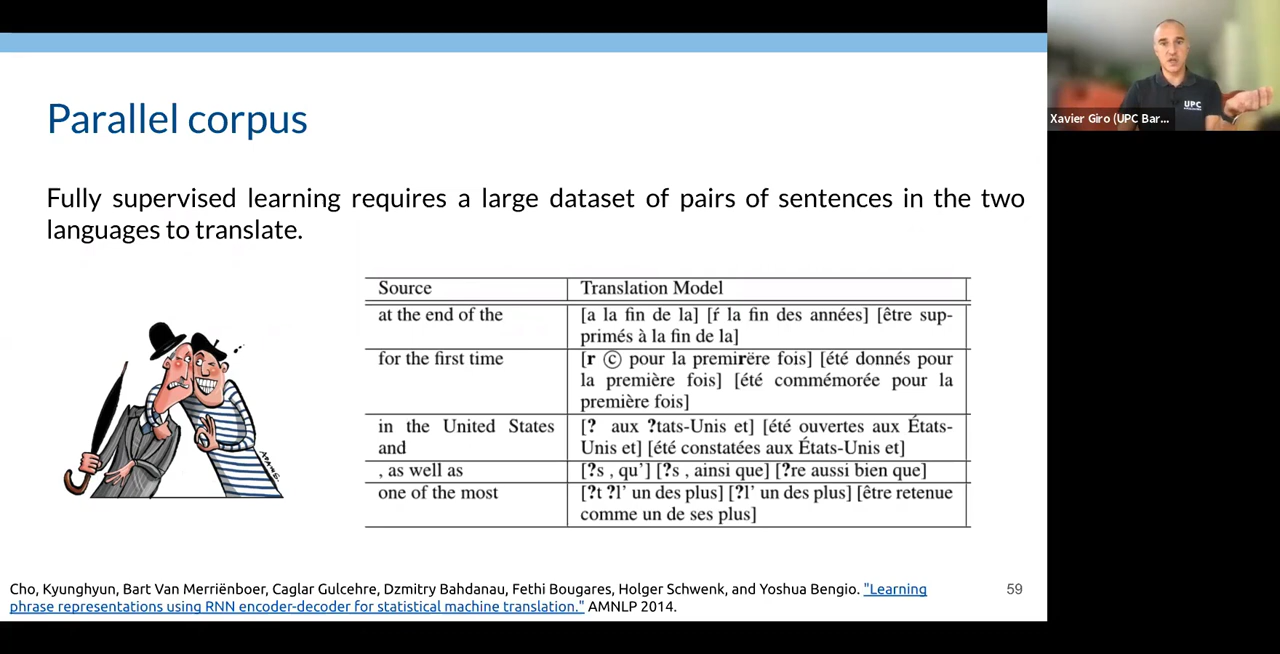 Parallel corpus
Fully supervised learning requires a large dataset of pairs of sentences in the two
languages to translate.
Source Translation Model
at the end of the [a la fin de la] [ŕ la fin des années] [être sup-
primés à la fin de la]
for the first time [r © pour la premirëre fois] [été donnés pour
la première fois] [été commémorée pour la
première fois]
in the United States [? aux ?tats-Unis et] [été ouvertes aux États-
and Unis et] [été constatées aux États-Unis et]
, as well as [?s , qu'] [?s , ainsi que] [?re aussi bien que]
one of the most [?t ?l' un des plus] [?l' un des plus] [être retenue
comme un de ses plus]
Cho, Kyunghyun, Bart Van Merriënboer, Caglar Gulcehre, Dzmitry Bahdanau, Fethi Bougares, Holger Schwenk, and Yoshua Bengio. "Learning
phrase representations using RNN encoder-decoder for statistical machine translation." AMNLP 2014.
59
UPC
Xavier Giro (UPC Bar...